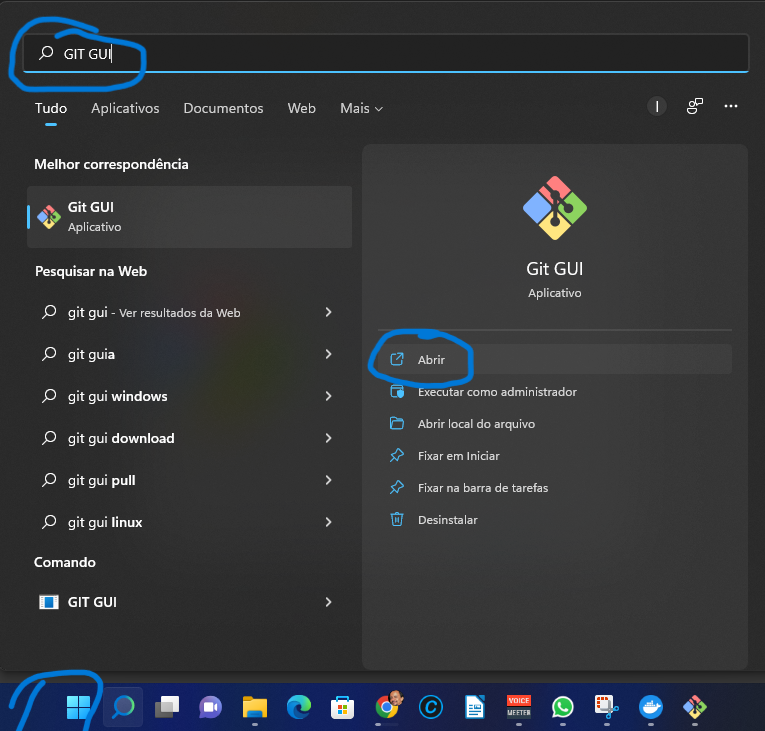 GIT GUI
Tudo Aplicativos Documentos Web Mais
I
Melhor correspondência
Git GUI
Aplicativo
Pesquisar na Web
git gui - Ver resultados da Web
git guia
git gui windows
git gui download
git gui pull
git gui linux
Comando
GIT GUI
Git GUI
Aplicativo
Abrir
Executar como administrador
Abrir local do arquivo
Fixar em Iniciar
Fixar na barra de tarefas
Desinstalar
VOICE
MEETER